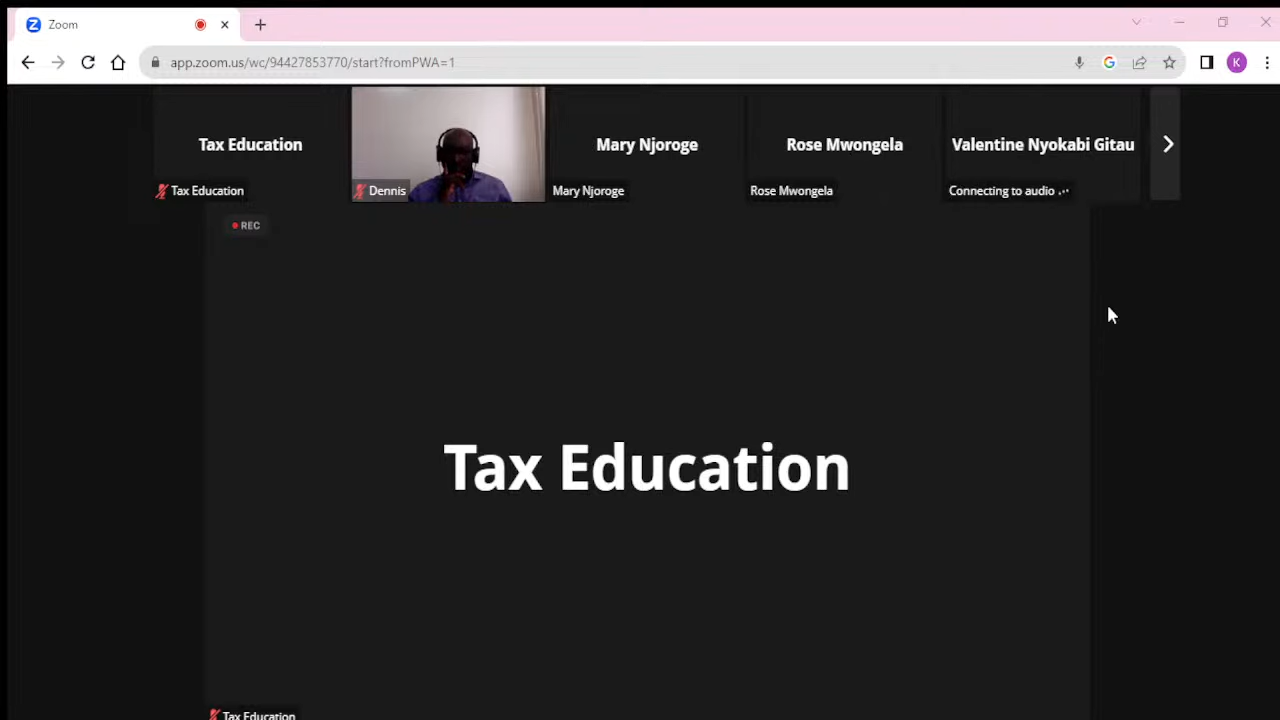 Zoom
app.zoom.us/wc/94427853770/start?fromPWA=1
K
Tax Education
Mary Njoroge
Rose Mwongela
Valentine Nyokabi Gitau
Tax Education
Dennis
Mary Njoroge
Rose Mwongela
Connecting to audio ...
REC
Tax Education
Tax Education